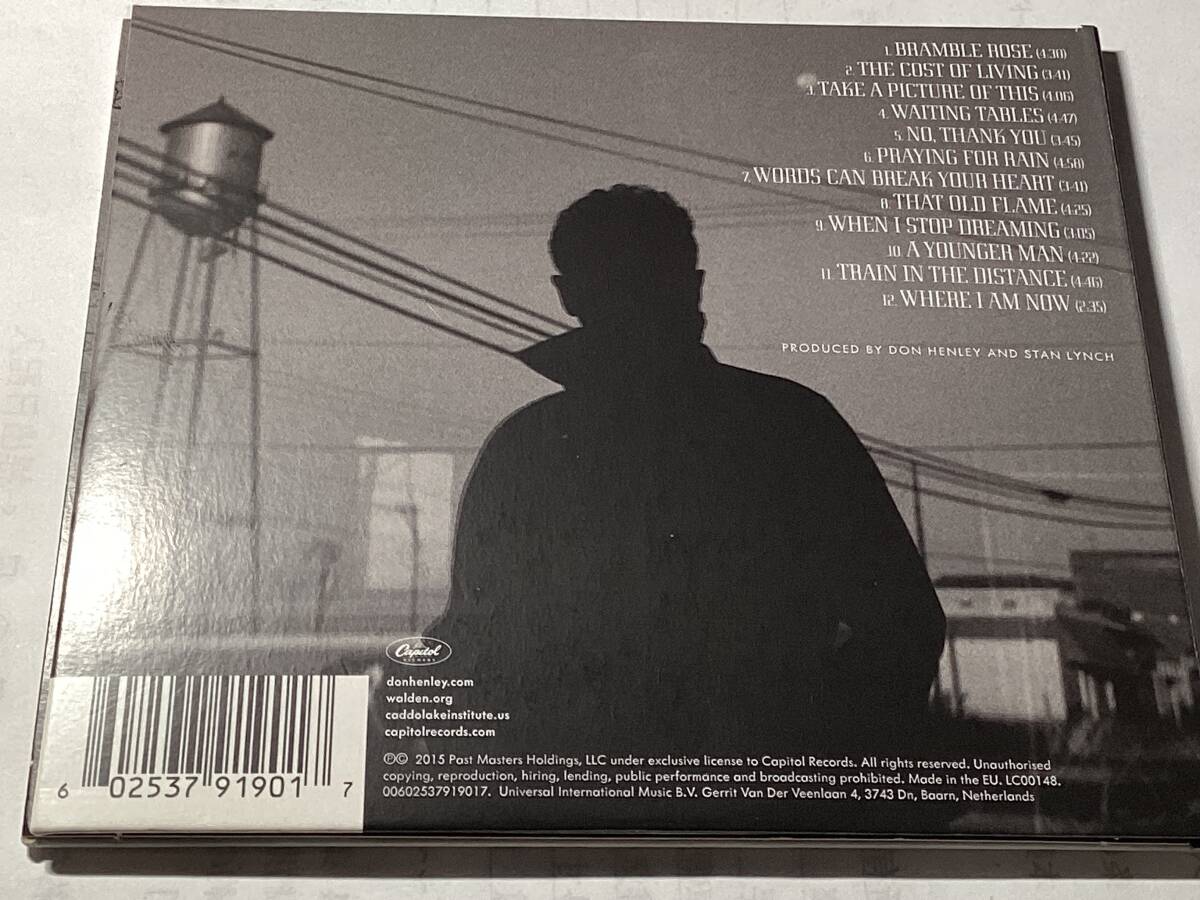 1. BRAMBLE ROSE (4:30)
2. THE COST OF LIVING (3:41)
3. TAKE A PICTURE OF THIS (4:06)
4. WAITING TABLES (4:47)
5. NO, THANK YOU (3:45)
6. PRAYING FOR RAIN (4:58)
7. WORDS CAN BREAK YOUR HEART (3:41)
8. THAT OLD FLAME (4:25)
9. WHEN I STOP DREAMING (3:05)
10. A YOUNGER MAN (4:22)
11. TRAIN IN THE DISTANCE (4:46)
12. WHERE I AM NOW (2:35)
PRODUCED BY DON HENLEY AND STAN LYNCH
Capitol
RECORDS
donhenley.com
walden.org
caddolakeinstitute.us
capitolrecords.com
℗© 2015 Past Masters Holdings, LLC under exclusive license to Capitol Records. All rights reserved. Unauthorised
copying, reproduction, hiring, lending, public performance and broadcasting prohibited. Made in the EU. LC00148.
00602537919017. Universal International Music B.V. Gerrit Van Der Veenlaan 4, 3743 Dn, Baarn, Netherlands
6 02537 91901 7